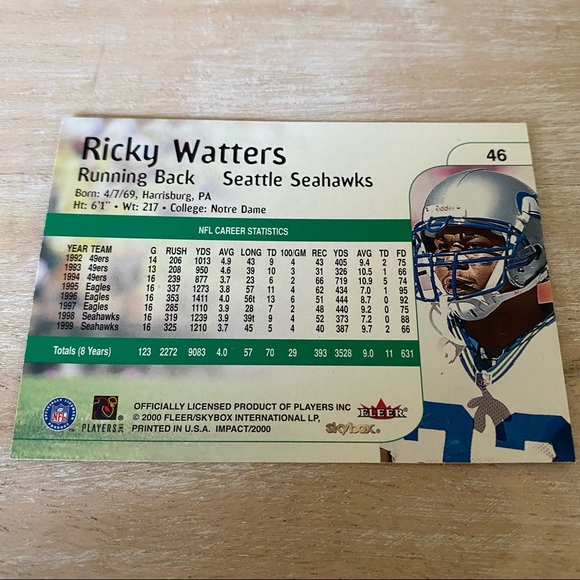 46
Ricky Watters
Running Back Seattle Seahawks
Born: 4/7/69, Harrisburg, PA
Ht: 6'1" • Wt: 217 • College: Notre Dame
NFL CAREER STATISTICS
YEAR TEAM G RUSH YDS AVG LONG TD 100/GM REC YDS AVG TD FD
1992 49ers 14 206 1013 4.9 43 9 4 43 405 9.4 2 75
1993 49ers 13 208 950 4.6 39 10 3 31 326 10.5 1 66
1994 49ers 16 239 877 3.7 23 6 2 66 719 10.9 5 74
1995 Eagles 16 337 1273 3.8 57 11 4 62 434 7.0 1 95
1996 Eagles 16 353 1411 4.0 56t 13 6 51 444 8.7 0 92
1997 Eagles 16 285 1110 3.9 28 7 2 48 440 9.2 0 75
1998 Seahawks 16 319 1239 3.9 39t 9 4 52 373 7.2 0 88
1999 Seahawks 16 325 1210 3.7 45 5 4 40 387 9.7 2 66
Totals (8 Years) 123 2272 9083 4.0 57 70 29 393 3528 9.0 11 631
Riddell
NFL
PLAYERS INC
OFFICIALLY LICENSED PRODUCT OF PLAYERS INC
© 2000 FLEER/SKYBOX INTERNATIONAL LP,
PRINTED IN U.S.A. IMPACT/2000
FLEER
skybox